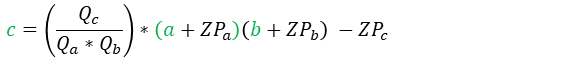 c = (Q_c / (Q_a * Q_b)) * (a + ZP_a)(b + ZP_b) − ZP_c